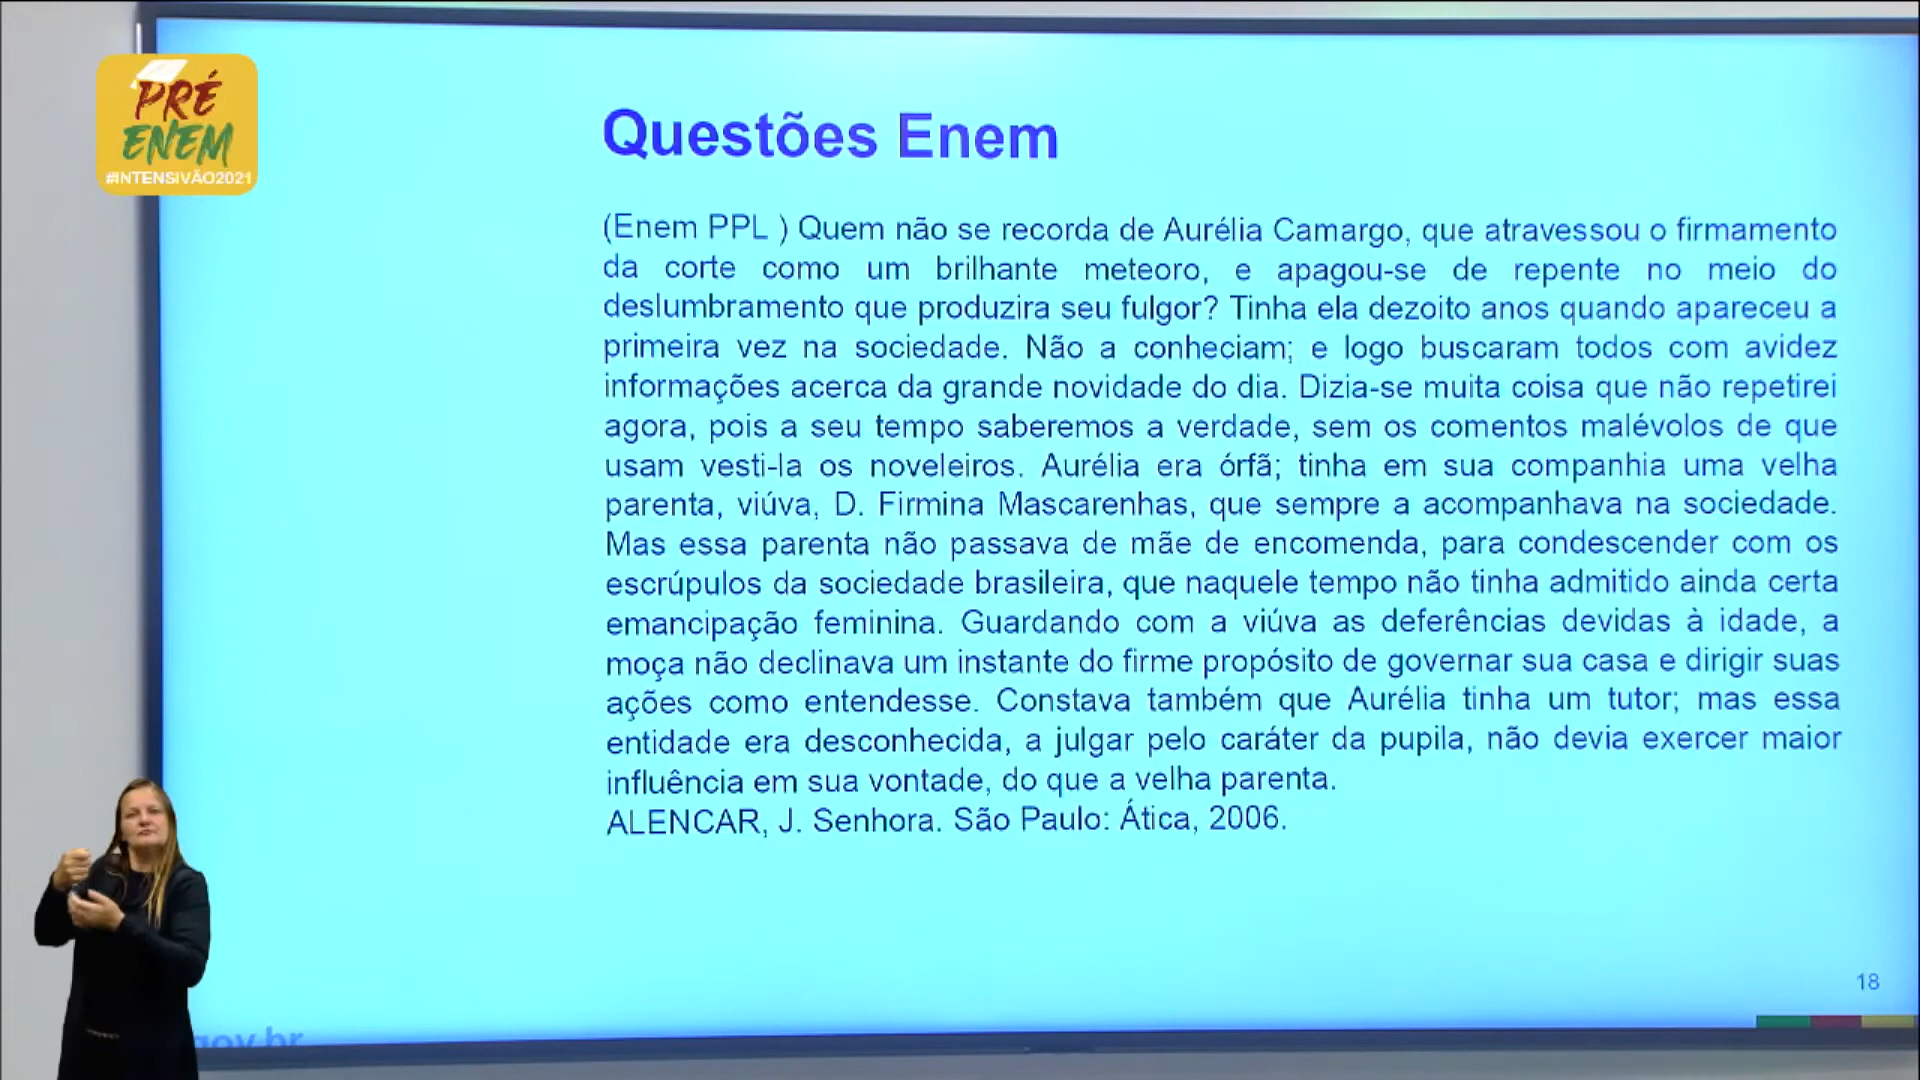 PRÉ
ENEM
#INTENSIVÃO2021
Questões Enem
(Enem PPL ) Quem não se recorda de Aurélia Camargo, que atravessou o firmamento
da corte como um brilhante meteoro, e apagou-se de repente no meio do
deslumbramento que produzira seu fulgor? Tinha ela dezoito anos quando apareceu a
primeira vez na sociedade. Não a conheciam; e logo buscaram todos com avidez
informações acerca da grande novidade do dia. Dizia-se muita coisa que não repetirei
agora, pois a seu tempo saberemos a verdade, sem os comentos malévolos de que
usam vesti-la os noveleiros. Aurélia era órfã; tinha em sua companhia uma velha
parenta, viúva, D. Firmina Mascarenhas, que sempre a acompanhava na sociedade.
Mas essa parenta não passava de mãe de encomenda, para condescender com os
escrúpulos da sociedade brasileira, que naquele tempo não tinha admitido ainda certa
emancipação feminina. Guardando com a viúva as deferências devidas à idade, a
moça não declinava um instante do firme propósito de governar sua casa e dirigir suas
ações como entendesse. Constava também que Aurélia tinha um tutor; mas essa
entidade era desconhecida, a julgar pelo caráter da pupila, não devia exercer maior
influência em sua vontade, do que a velha parenta.
ALENCAR, J. Senhora. São Paulo: Ática, 2006.
18
gov.br